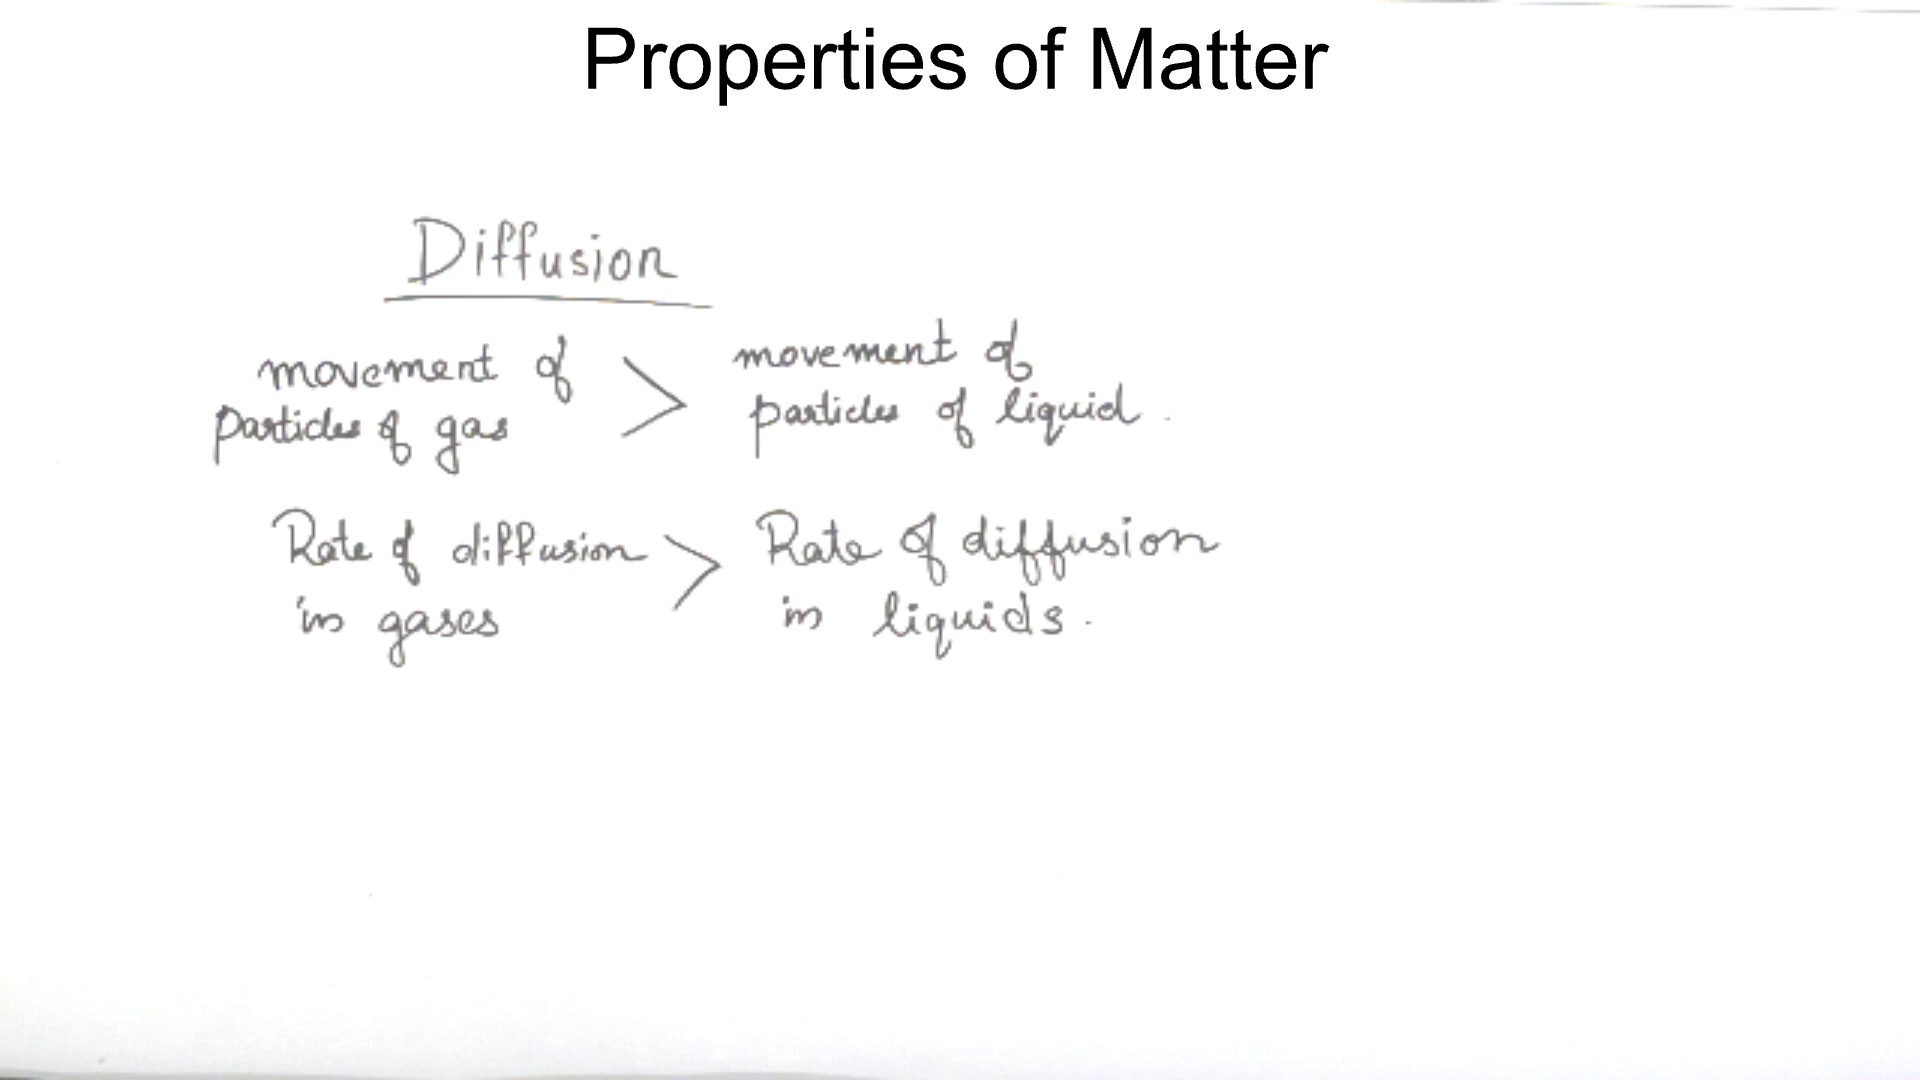 Properties of Matter
Diffusion
movement of > movement of
particles of gas particles of liquid.
Rate of diffusion > Rate of diffusion
in gases in liquids.